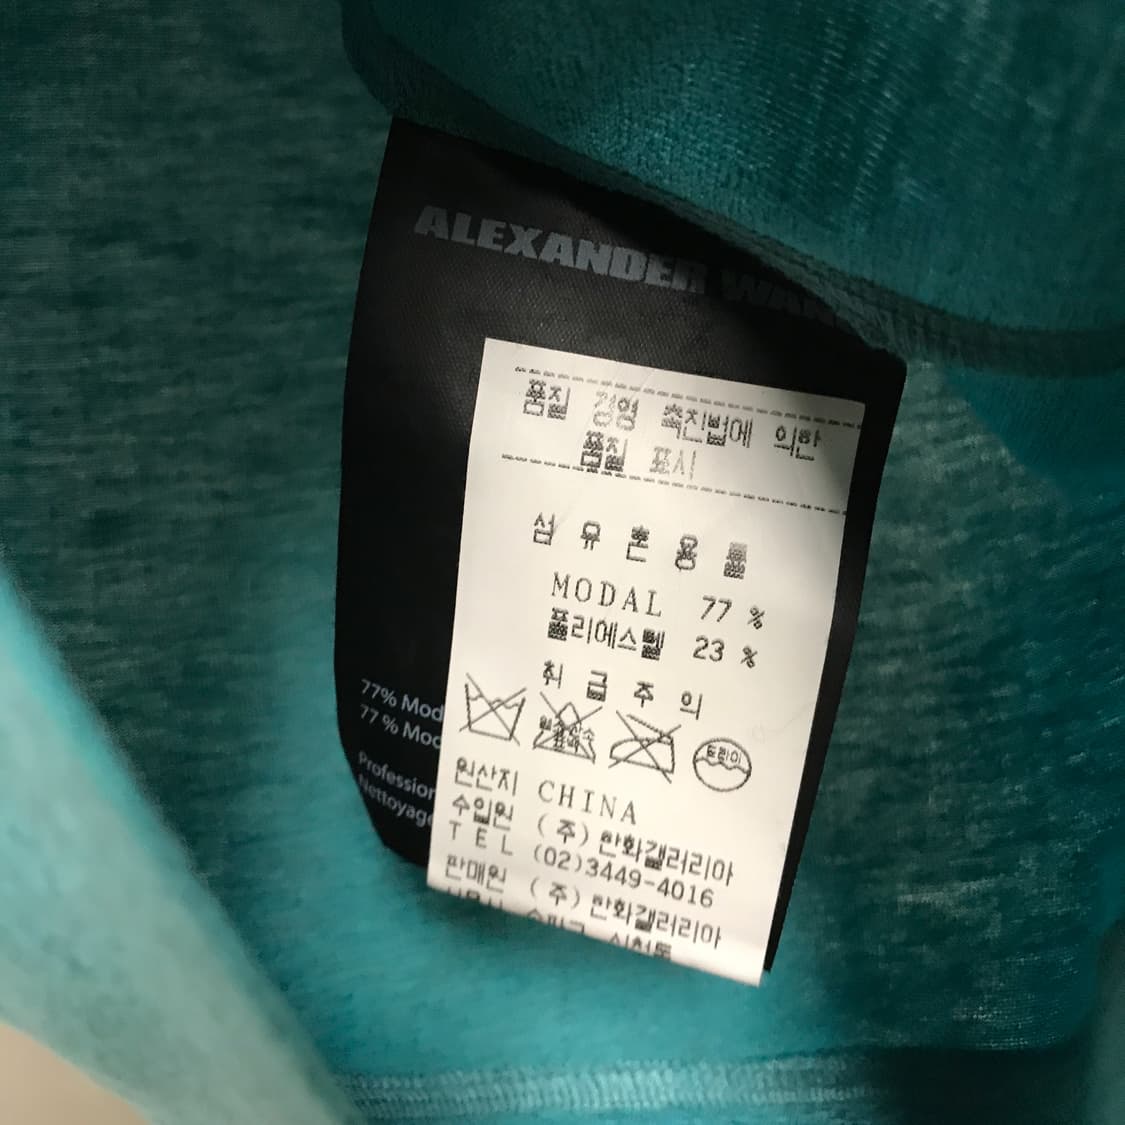 ALEXANDER WAN
품질 경영 촉진법에 의한
품질 표시
섬 유 혼 용 률
MODAL 77 %
폴리에스텔 23 %
취 급 주 의
드라이
원산지 CHINA
수입원 (주) 한화갤러리아
TEL (02)3449-4016
판매원 (주) 한화갤러리아
77% Mod
77 % Mod
Profession
Nettoyage